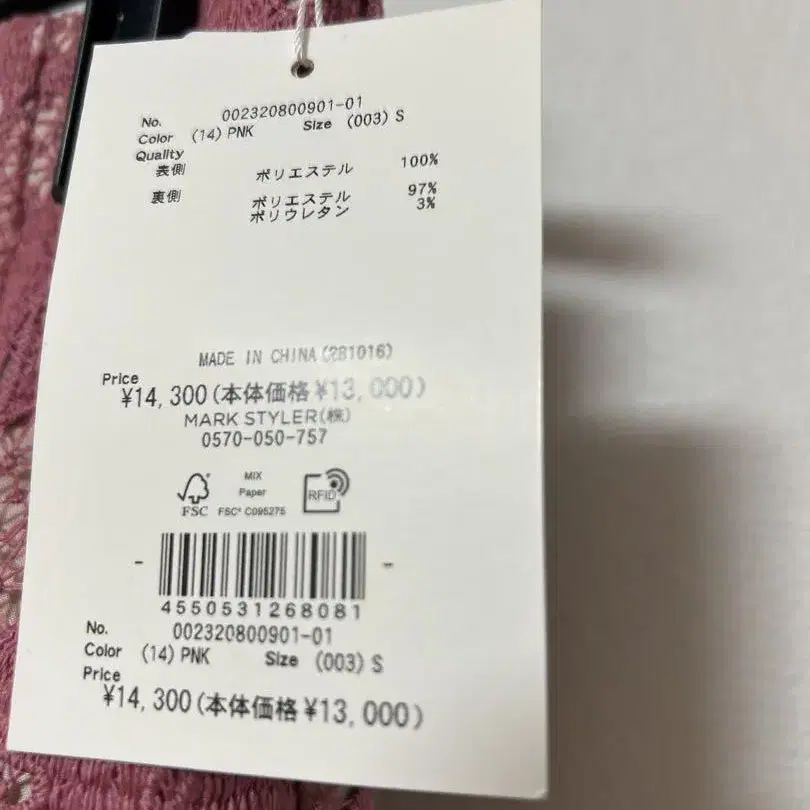 No. 002320800901-01
Color (14) PNK Size (003) S
Quality
表側 ポリエステル 100%
裏側 ポリエステル 97%
ポリウレタン 3%
MADE IN CHINA(281016)
Price
¥14,300(本体価格¥13,000)
MARK STYLER(株)
0570-050-757
MIX
Paper
FSC FSC® C095275
RFID
4550531268081
No. 002320800901-01
Color (14) PNK Size (003) S
Price
¥14,300(本体価格¥13,000)